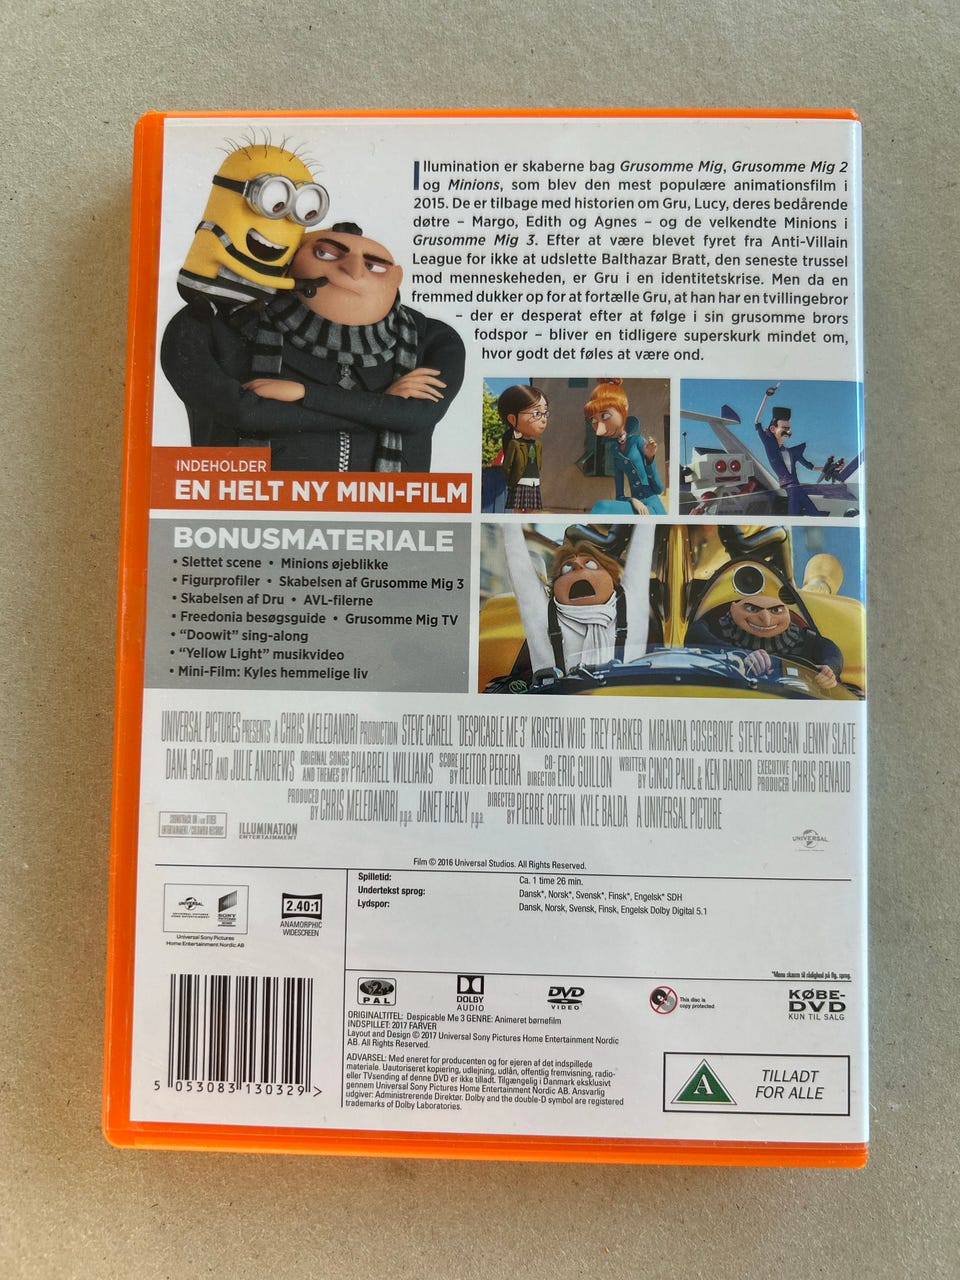 Illumination er skaberne bag Grusomme Mig, Grusomme Mig 2
og Minions, som blev den mest populære animationsfilm i
2015. De er tilbage med historien om Gru, Lucy, deres bedårende
døtre – Margo, Edith og Agnes – og de velkendte Minions i
Grusomme Mig 3. Efter at være blevet fyret fra Anti-Villain
League for ikke at udslette Balthazar Bratt, den seneste trussel
mod menneskeheden, er Gru i en identitetskrise. Men da en
fremmed dukker op for at fortælle Gru, at han har en tvillingebror
– der er desperat efter at følge i sin grusomme brors
fodspor – bliver en tidligere superskurk mindet om,
hvor godt det føles at være ond.
INDEHOLDER
EN HELT NY MINI-FILM
BONUSMATERIALE
• Slettet scene • Minions øjeblikke
• Figurprofiler • Skabelsen af Grusomme Mig 3
• Skabelsen af Dru • AVL-filerne
• Freedonia besøgsguide • Grusomme Mig TV
• "Doowit" sing-along
• "Yellow Light" musikvideo
• Mini-Film: Kyles hemmelige liv
UNIVERSAL PICTURES PRESENTS A CHRIS MELEDANDRI PRODUCTION STEVE CARELL "DESPICABLE ME 3" KRISTEN WIIG TREY PARKER MIRANDA COSGROVE STEVE COOGAN JENNY SLATE
DANA GAIER AND JULIE ANDREWS ORIGINAL SONGS AND THEMES BY PHARRELL WILLIAMS SCORE BY HEITOR PEREIRA CO-DIRECTOR ERIC GUILLON WRITTEN BY CINCO PAUL & KEN DAURIO EXECUTIVE PRODUCER CHRIS RENAUD
PRODUCED BY CHRIS MELEDANDRI p.g.a. JANET HEALY p.g.a. DIRECTED BY PIERRE COFFIN KYLE BALDA A UNIVERSAL PICTURE
ILLUMINATION
ENTERTAINMENT
UNIVERSAL
Film © 2016 Universal Studios. All Rights Reserved.
Spilletid: Ca. 1 time 26 min.
Undertekst sprog: Dansk*, Norsk*, Svensk*, Finsk*, Engelsk* SDH
Lydspor: Dansk, Norsk, Svensk, Finsk, Engelsk Dolby Digital 5.1
UNIVERSAL
SONY
PICTURES
Universal Sony Pictures
Home Entertainment Nordic AB
2.40:1
ANAMORPHIC
WIDESCREEN
*Menu skærm til rådighed på flg. sprog.
2
PAL
DOLBY
AUDIO
DVD
VIDEO
This disc is
copy protected
KØBE-
DVD
KUN TIL SALG
ORIGINALTITEL: Despicable Me 3 GENRE: Animeret børnefilm
INDSPILLET: 2017 FARVER
Layout and Design © 2017 Universal Sony Pictures Home Entertainment Nordic
AB. All Rights Reserved.
ADVARSEL: Med eneret for producenten og for ejeren af det indspillede
materiale. Uautoriseret kopiering, udlejning, udlån, offentlig fremvisning, radio-
eller TVsending af denne DVD er ikke tilladt. Tilgængelig i Danmark eksklusivt
gennem Universal Sony Pictures Home Entertainment Nordic AB. Ansvarlig
udgiver: Administrerende Direktør. Dolby and the double-D symbol are registered
trademarks of Dolby Laboratories.
5 053083 130329 >
A
TILLADT
FOR ALLE